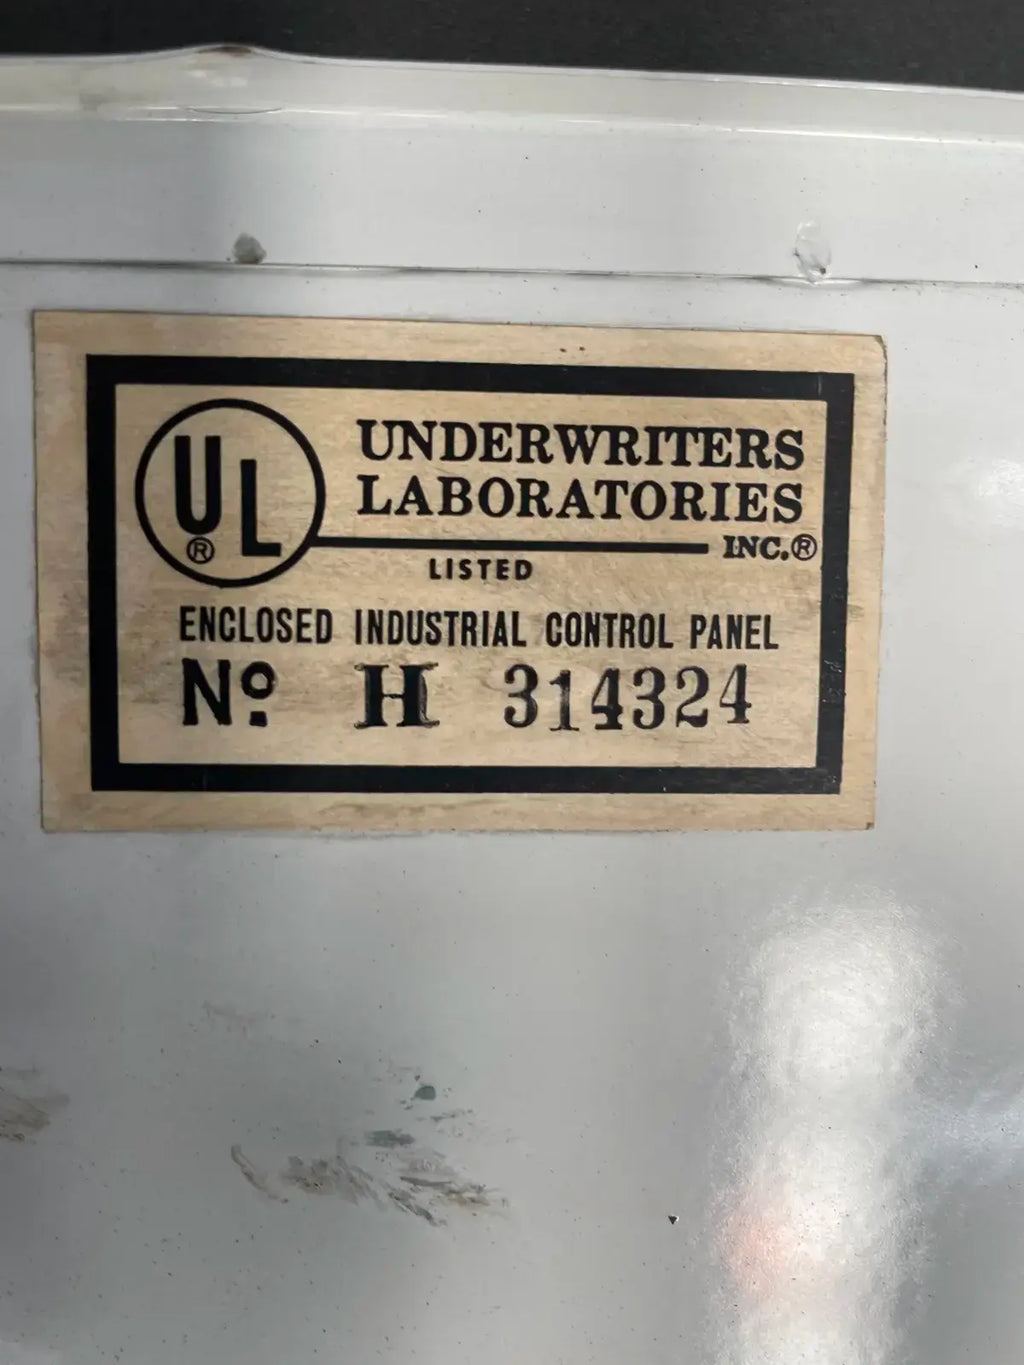 UL®
UNDERWRITERS
LABORATORIES
INC.®
LISTED
ENCLOSED INDUSTRIAL CONTROL PANEL
Nº H 314324